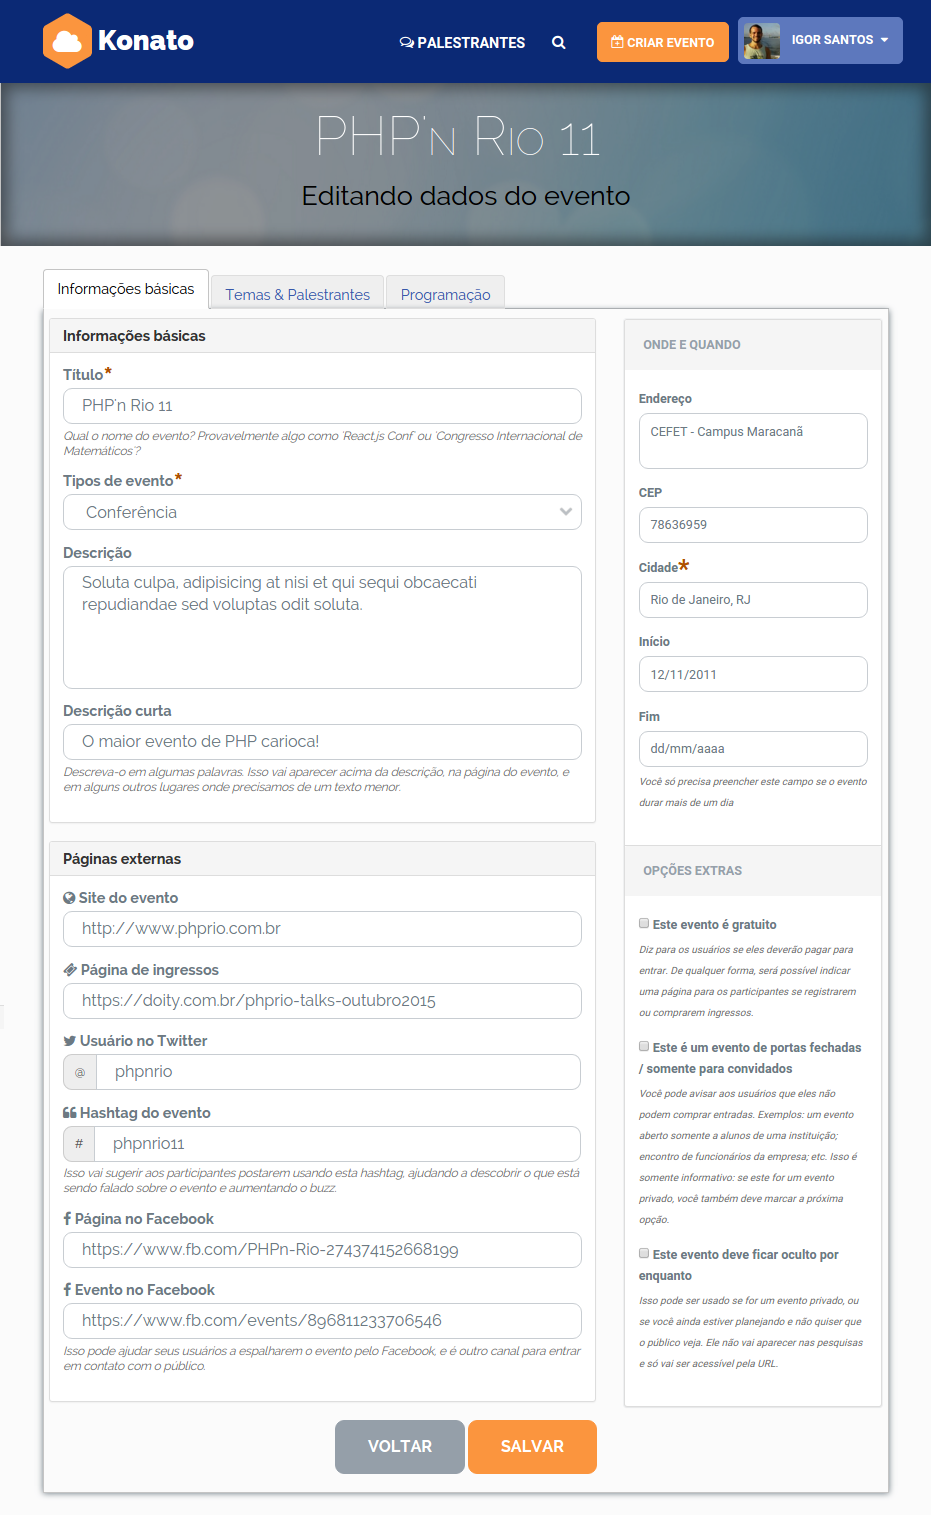 Konato
PALESTRANTES
CRIAR EVENTO
IGOR SANTOS
PHP'n Rio 11
Editando dados do evento
Informações básicas
Temas & Palestrantes
Programação
Informações básicas
Título*
PHP'n Rio 11
Qual o nome do evento? Provavelmente algo como 'React.js Conf' ou 'Congresso Internacional de
Matemáticos'?
Tipos de evento*
Conferência
Descrição
Soluta culpa, adipisicing at nisi et qui sequi obcaecati
repudiandae sed voluptas odit soluta.
Descrição curta
O maior evento de PHP carioca!
Descreva-o em algumas palavras. Isso vai aparecer acima da descrição, na página do evento, e
em alguns outros lugares onde precisamos de um texto menor.
Páginas externas
Site do evento
http://www.phprio.com.br
Página de ingressos
https://doity.com.br/phprio-talks-outubro2015
Usuário no Twitter
@ phpnrio
Hashtag do evento
# phpnrio11
Isso vai sugerir aos participantes postarem usando esta hashtag, ajudando a descobrir o que está
sendo falado sobre o evento e aumentando o buzz.
Página no Facebook
https://www.fb.com/PHPn-Rio-274374152668199
Evento no Facebook
https://www.fb.com/events/896811233706546
Isso pode ajudar seus usuários a espalharem o evento pelo Facebook, e é outro canal para entrar
em contato com o público.
ONDE E QUANDO
Endereço
CEFET - Campus Maracanã
CEP
78636959
Cidade*
Rio de Janeiro, RJ
Início
12/11/2011
Fim
dd/mm/aaaa
Você só precisa preencher este campo se o evento
durar mais de um dia
OPÇÕES EXTRAS
Este evento é gratuito
Diz para os usuários se eles deverão pagar para
entrar. De qualquer forma, será possível indicar
uma página para os participantes se registrarem
ou comprarem ingressos.
Este é um evento de portas fechadas
/ somente para convidados
Você pode avisar aos usuários que eles não
podem comprar entradas. Exemplos: um evento
aberto somente a alunos de uma instituição;
encontro de funcionários da empresa; etc. Isso é
somente informativo: se este for um evento
privado, você também deve marcar a próxima
opção.
Este evento deve ficar oculto por
enquanto
Isso pode ser usado se for um evento privado, ou
se você ainda estiver planejando e não quiser que
o público veja. Ele não vai aparecer nas pesquisas
e só vai ser acessível pela URL.
VOLTAR
SALVAR